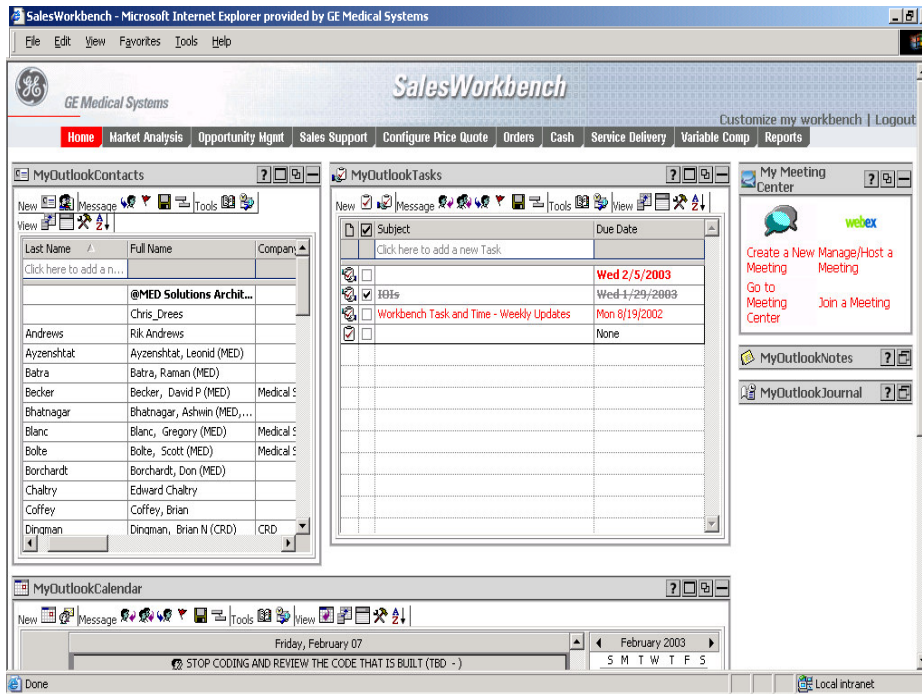 SalesWorkbench - Microsoft Internet Explorer provided by GE Medical Systems
File Edit View Favorites Tools Help
GE Medical Systems
SalesWorkbench
Customize my workbench | Logout
Home Market Analysis Opportunity Mgmt Sales Support Configure Price Quote Orders Cash Service Delivery Variable Comp Reports
MyOutlookContacts
New Message Tools
View
Last Name Full Name Company
Click here to add a n...
@MED Solutions Archit...
Chris_Drees
Andrews Rik Andrews
Ayzenshtat Ayzenshtat, Leonid (MED)
Batra Batra, Raman (MED)
Becker Becker, David P (MED) Medical S
Bhatnagar Bhatnagar, Ashwin (MED,...
Blanc Blanc, Gregory (MED) Medical S
Bolte Bolte, Scott (MED) Medical S
Borchardt Borchardt, Don (MED)
Chaltry Edward Chaltry
Coffey Coffey, Brian
Dingman Dingman, Brian N (CRD) CRD
MyOutlookTasks
New Message Tools View
Subject Due Date
Click here to add a new Task
Wed 2/5/2003
IOIs Wed 1/29/2003
Workbench Task and Time - Weekly Updates Mon 8/19/2002
None
My Meeting
Center
webex
Create a New Manage/Host a
Meeting Meeting
Go to
Meeting Join a Meeting
Center
MyOutlookNotes
MyOutlookJournal
MyOutlookCalendar
New Message Tools View
Friday, February 07 February 2003
STOP CODING AND REVIEW THE CODE THAT IS BUILT (TBD - ) S M T W T F S
Done Local intranet